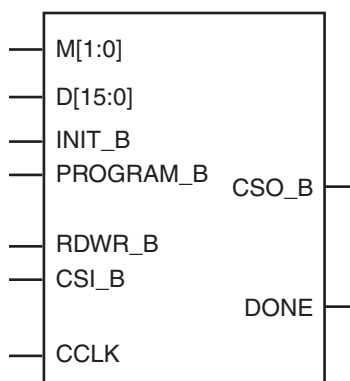 M[1:0]
D[15:0]
INIT_B
PROGRAM_B
CSO_B
RDWR_B
CSI_B
DONE
CCLK